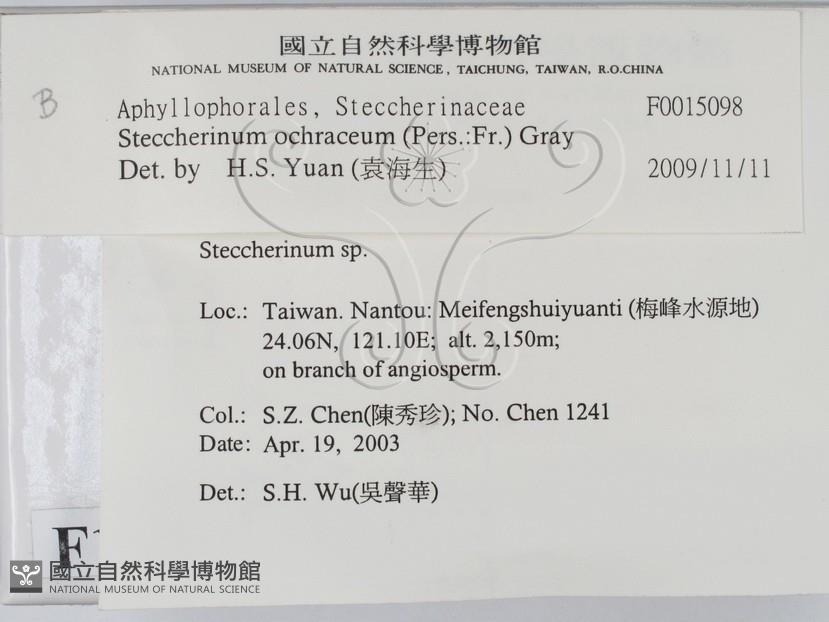 國立自然科學博物館
NATIONAL MUSEUM OF NATURAL SCIENCE, TAICHUNG, TAIWAN, R.O.CHINA
B
Aphyllophorales, Steccherinaceae F0015098
Steccherinum ochraceum (Pers.:Fr.) Gray
Det. by H.S. Yuan (袁海生) 2009/11/11
Steccherinum sp.
Loc.: Taiwan. Nantou: Meifengshuiyuanti (梅峰水源地)
24.06N, 121.10E; alt. 2,150m;
on branch of angiosperm.
Col.: S.Z. Chen(陳秀珍); No. Chen 1241
Date: Apr. 19, 2003
Det.: S.H. Wu(吳聲華)
F
國立自然科學博物館
NATIONAL MUSEUM OF NATURAL SCIENCE